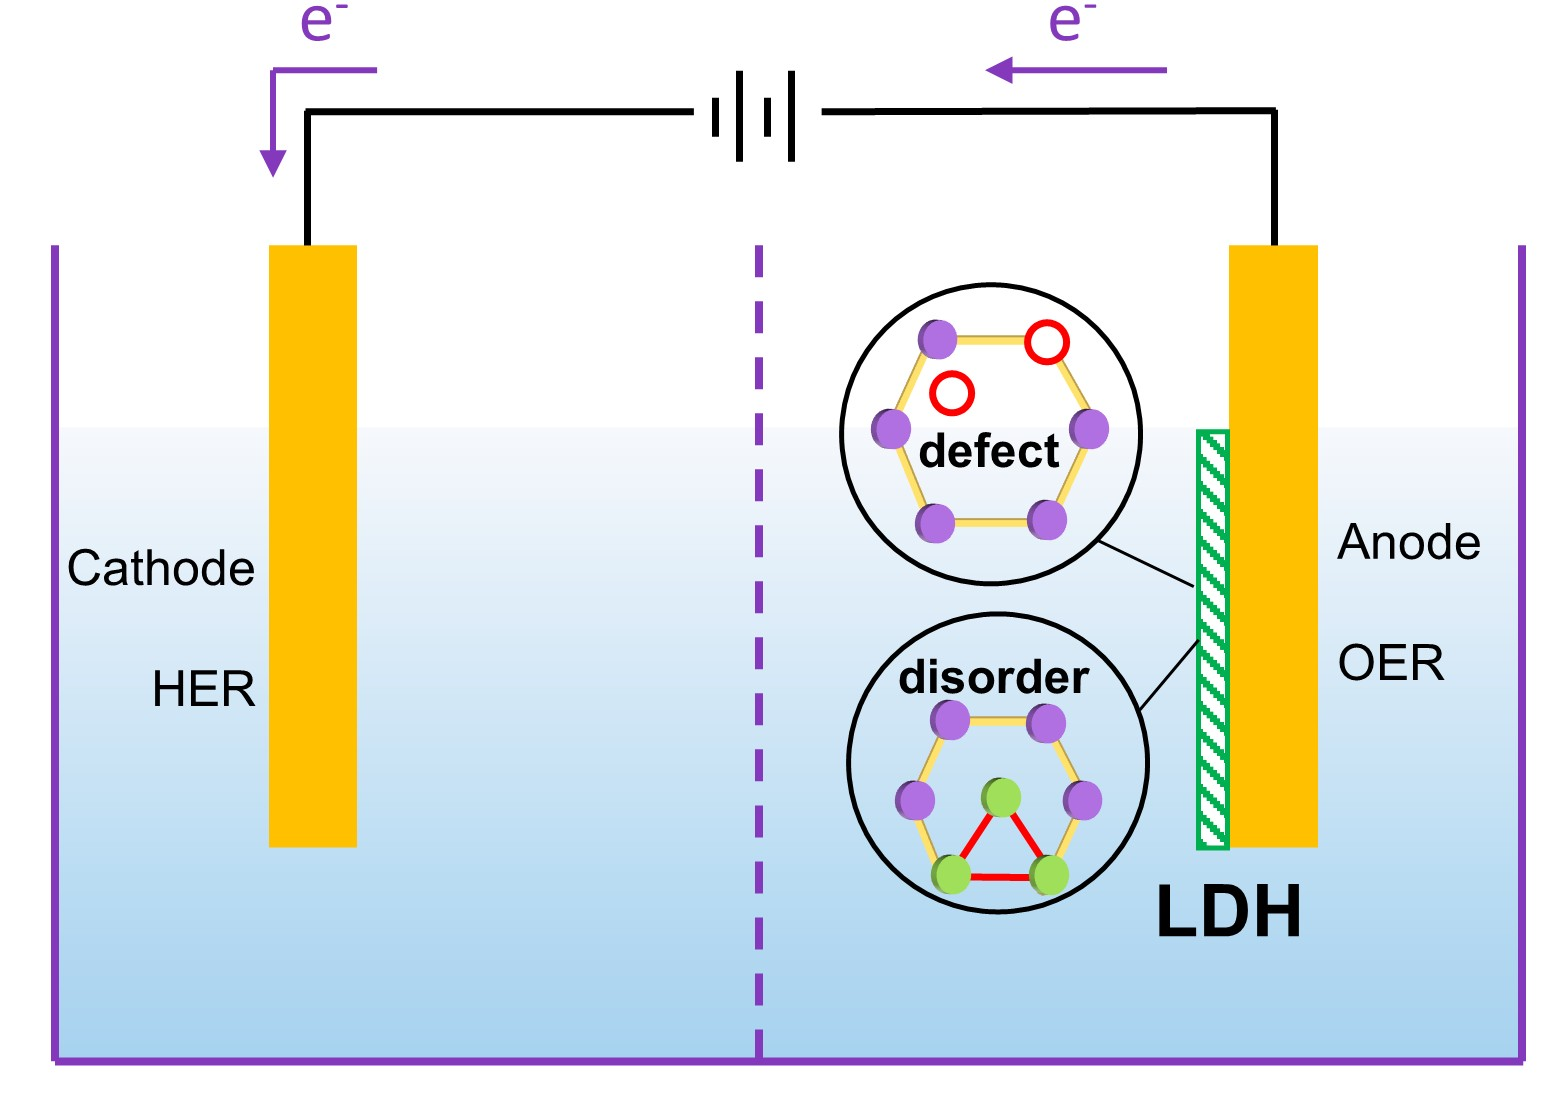 e-
e-
defect
Cathode
Anode
HER
OER
disorder
LDH